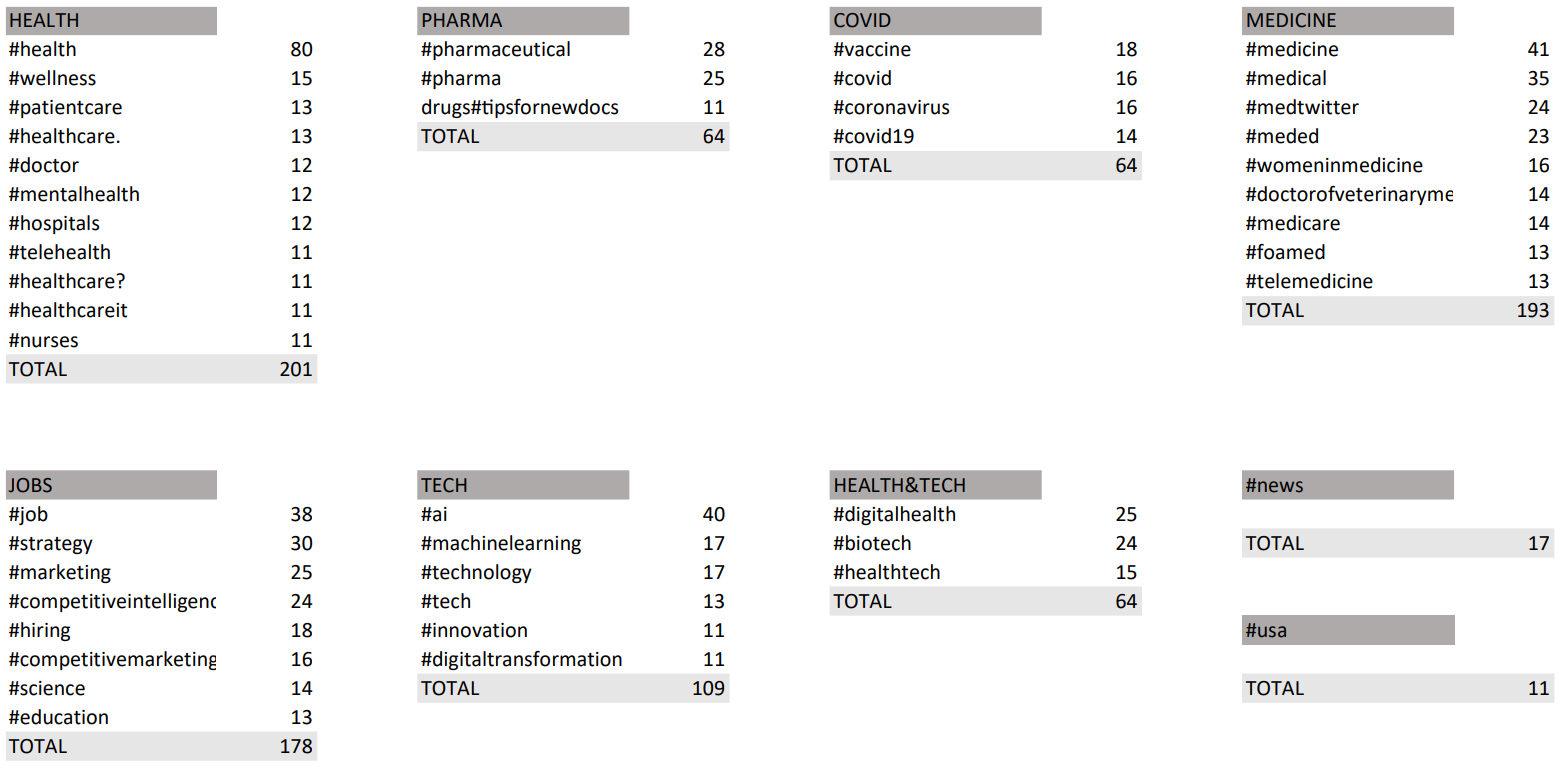 HEALTH
#health 80
#wellness 15
#patientcare 13
#healthcare. 13
#doctor 12
#mentalhealth 12
#hospitals 12
#telehealth 11
#healthcare? 11
#healthcareit 11
#nurses 11
TOTAL 201
PHARMA
#pharmaceutical 28
#pharma 25
drugs#tipsfornewdocs 11
TOTAL 64
COVID
#vaccine 18
#covid 16
#coronavirus 16
#covid19 14
TOTAL 64
MEDICINE
#medicine 41
#medical 35
#medtwitter 24
#meded 23
#womeninmedicine 16
#doctorofveterinaryme 14
#medicare 14
#foamed 13
#telemedicine 13
TOTAL 193
JOBS
#job 38
#strategy 30
#marketing 25
#competitiveintelligenc 24
#hiring 18
#competitivemarketing 16
#science 14
#education 13
TOTAL 178
TECH
#ai 40
#machinelearning 17
#technology 17
#tech 13
#innovation 11
#digitaltransformation 11
TOTAL 109
HEALTH&TECH
#digitalhealth 25
#biotech 24
#healthtech 15
TOTAL 64
#news
TOTAL 17
#usa
TOTAL 11